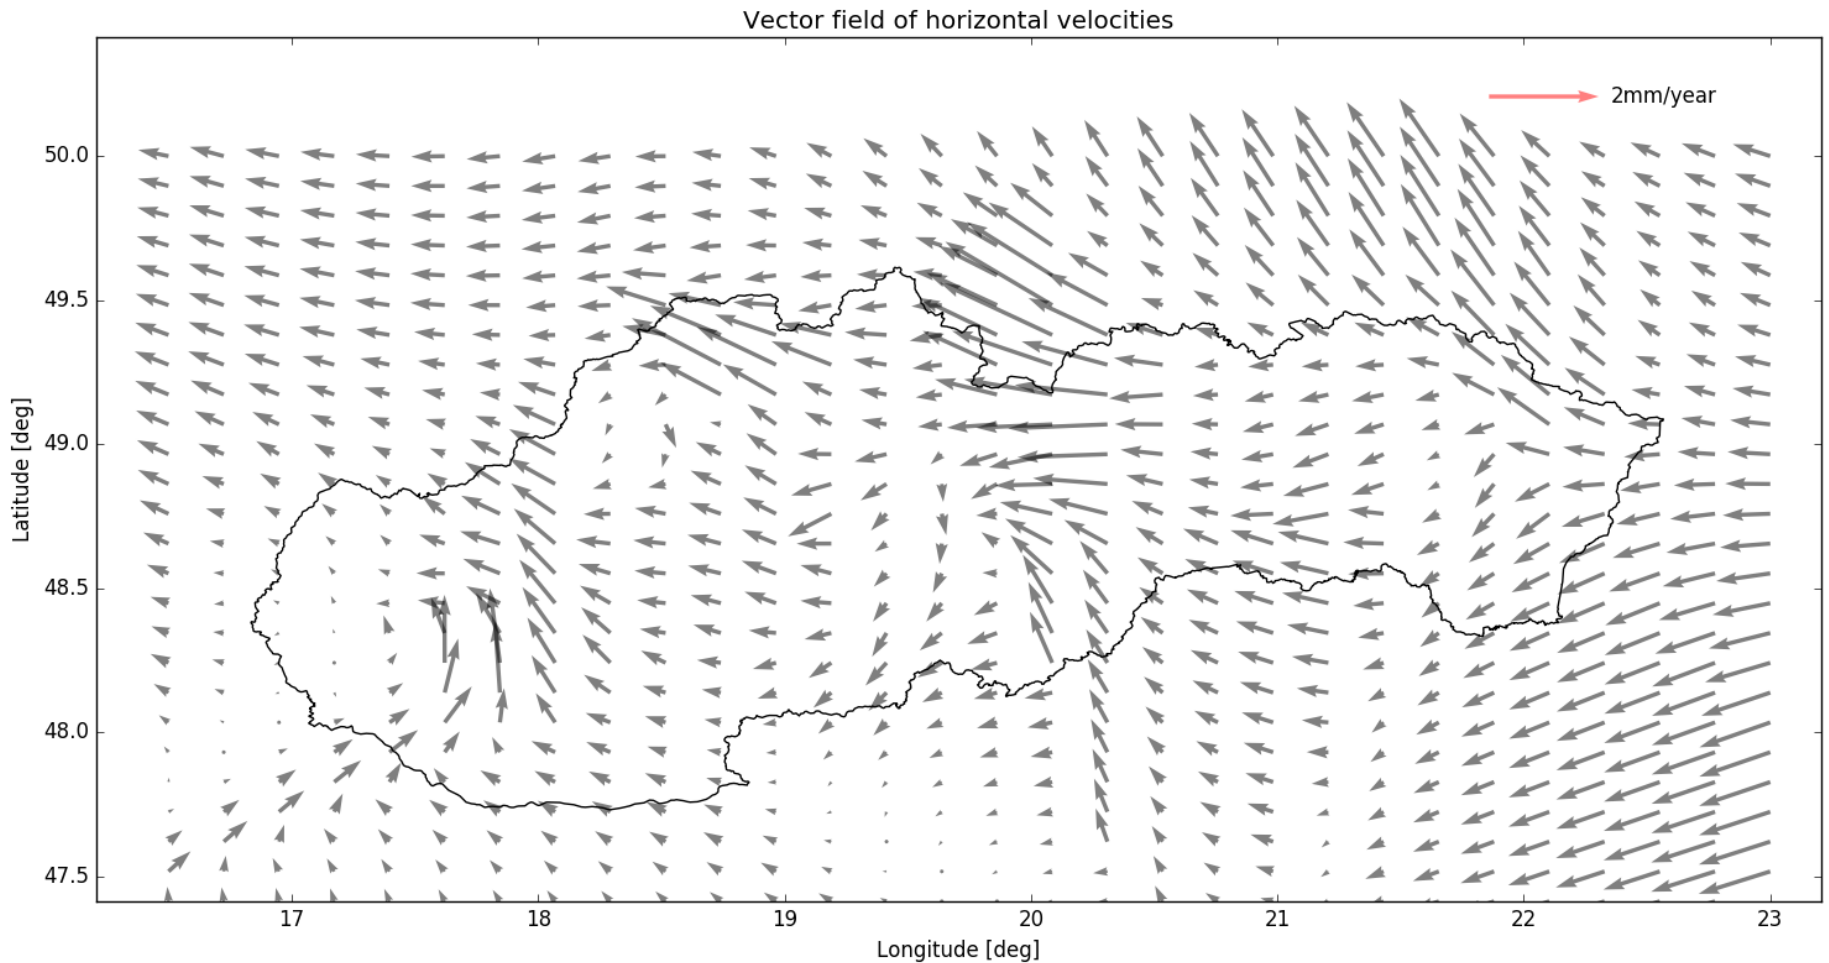 Vector field of horizontal velocities
2mm/year
50.0
49.5
49.0
48.5
48.0
47.5
Latitude [deg]
17 18 19 20 21 22 23
Longitude [deg]